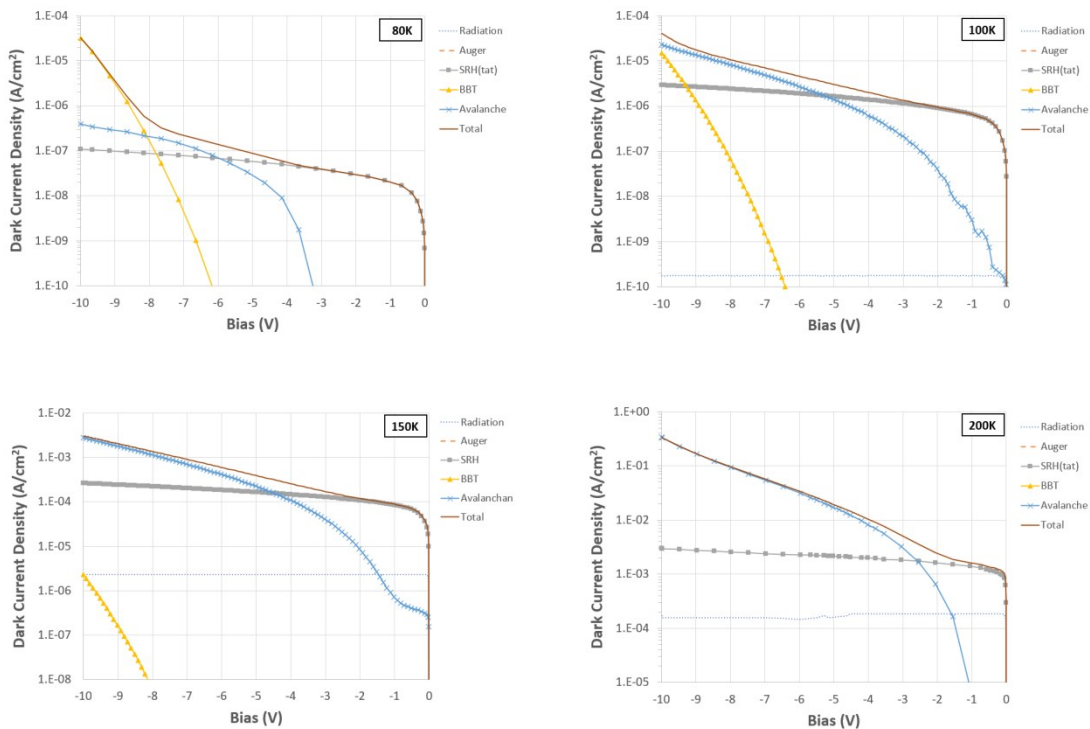 80K
1.E-04
1.E-05
1.E-06
1.E-07
1.E-08
1.E-09
1.E-10
Dark Current Density (A/cm²)
-10 -9 -8 -7 -6 -5 -4 -3 -2 -1 0
Bias (V)
Radiation
Auger
SRH(tat)
BBT
Avalanche
Total
100K
1.E-04
1.E-05
1.E-06
1.E-07
1.E-08
1.E-09
1.E-10
Dark Current Density (A/cm²)
-10 -9 -8 -7 -6 -5 -4 -3 -2 -1 0
Bias (V)
Radiation
Auger
SRH(tat)
BBT
Avalanche
Total
150K
1.E-02
1.E-03
1.E-04
1.E-05
1.E-06
1.E-07
1.E-08
Dark Current Density (A/cm²)
-10 -9 -8 -7 -6 -5 -4 -3 -2 -1 0
Bias (V)
Radiation
Auger
SRH
BBT
Avalanchan
Total
200K
1.E+00
1.E-01
1.E-02
1.E-03
1.E-04
1.E-05
Dark Current Density (A/cm²)
-10 -9 -8 -7 -6 -5 -4 -3 -2 -1 0
Bias (V)
Radiation
Auger
SRH(tat)
BBT
Avalanche
Total